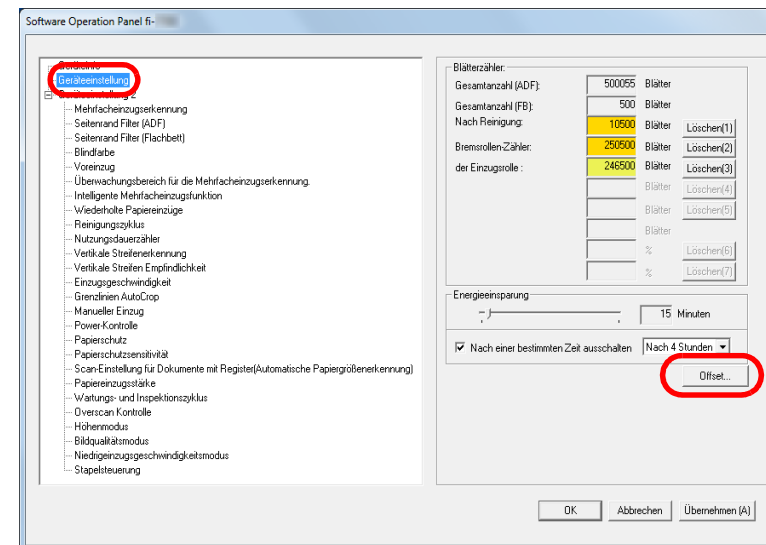 Software Operation Panel fi-
Geräteinfo
Geräteeinstellung
Geräteeinstellung 2
Mehrfacheinzugserkennung
Seitenrand Filter (ADF)
Seitenrand Filter (Flachbett)
Blindfarbe
Voreinzug
Überwachungsbereich für die Mehrfacheinzugserkennung.
Intelligente Mehrfacheinzugsfunktion
Wiederholte Papiereinzüge
Reinigungszyklus
Nutzungsdauerzähler
Vertikale Streifenerkennung
Vertikale Streifen Empfindlichkeit
Einzugsgeschwindigkeit
Grenzlinien AutoCrop
Manueller Einzug
Power-Kontrolle
Papierschutz
Papierschutzsensitivität
Scan-Einstellung für Dokumente mit Register(Automatische Papiergrößenerkennung)
Papiereinzugsstärke
Wartungs- und Inspektionszyklus
Overscan Kontrolle
Höhenmodus
Bildqualitätsmodus
Niedrigeinzugsgeschwindigkeitsmodus
Stapelsteuerung
Blätterzähler:
Gesamtanzahl (ADF): 500055 Blätter
Gesamtanzahl (FB): 500 Blätter
Nach Reinigung: 10500 Blätter Löschen(1)
Bremsrollen-Zähler: 250500 Blätter Löschen(2)
der Einzugsrolle : 246500 Blätter Löschen(3)
Blätter Löschen(4)
Blätter Löschen(5)
Blätter
% Löschen(6)
% Löschen(7)
Energieeinsparung
15 Minuten
Nach einer bestimmten Zeit ausschalten Nach 4 Stunden
Offset...
OK Abbrechen Übernehmen (A)